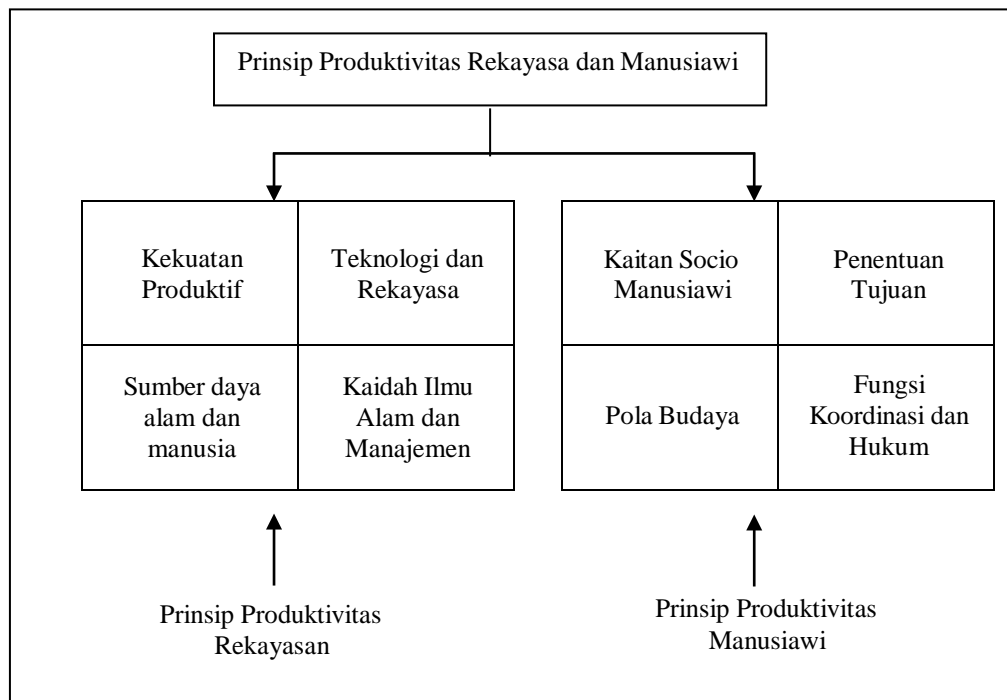 Prinsip Produktivitas Rekayasa dan Manusiawi
Kekuatan
Produktif
Teknologi dan
Rekayasa
Sumber daya
alam dan
manusia
Kaidah Ilmu
Alam dan
Manajemen
Kaitan Socio
Manusiawi
Penentuan
Tujuan
Pola Budaya
Fungsi
Koordinasi dan
Hukum
Prinsip Produktivitas
Rekayasan
Prinsip Produktivitas
Manusiawi